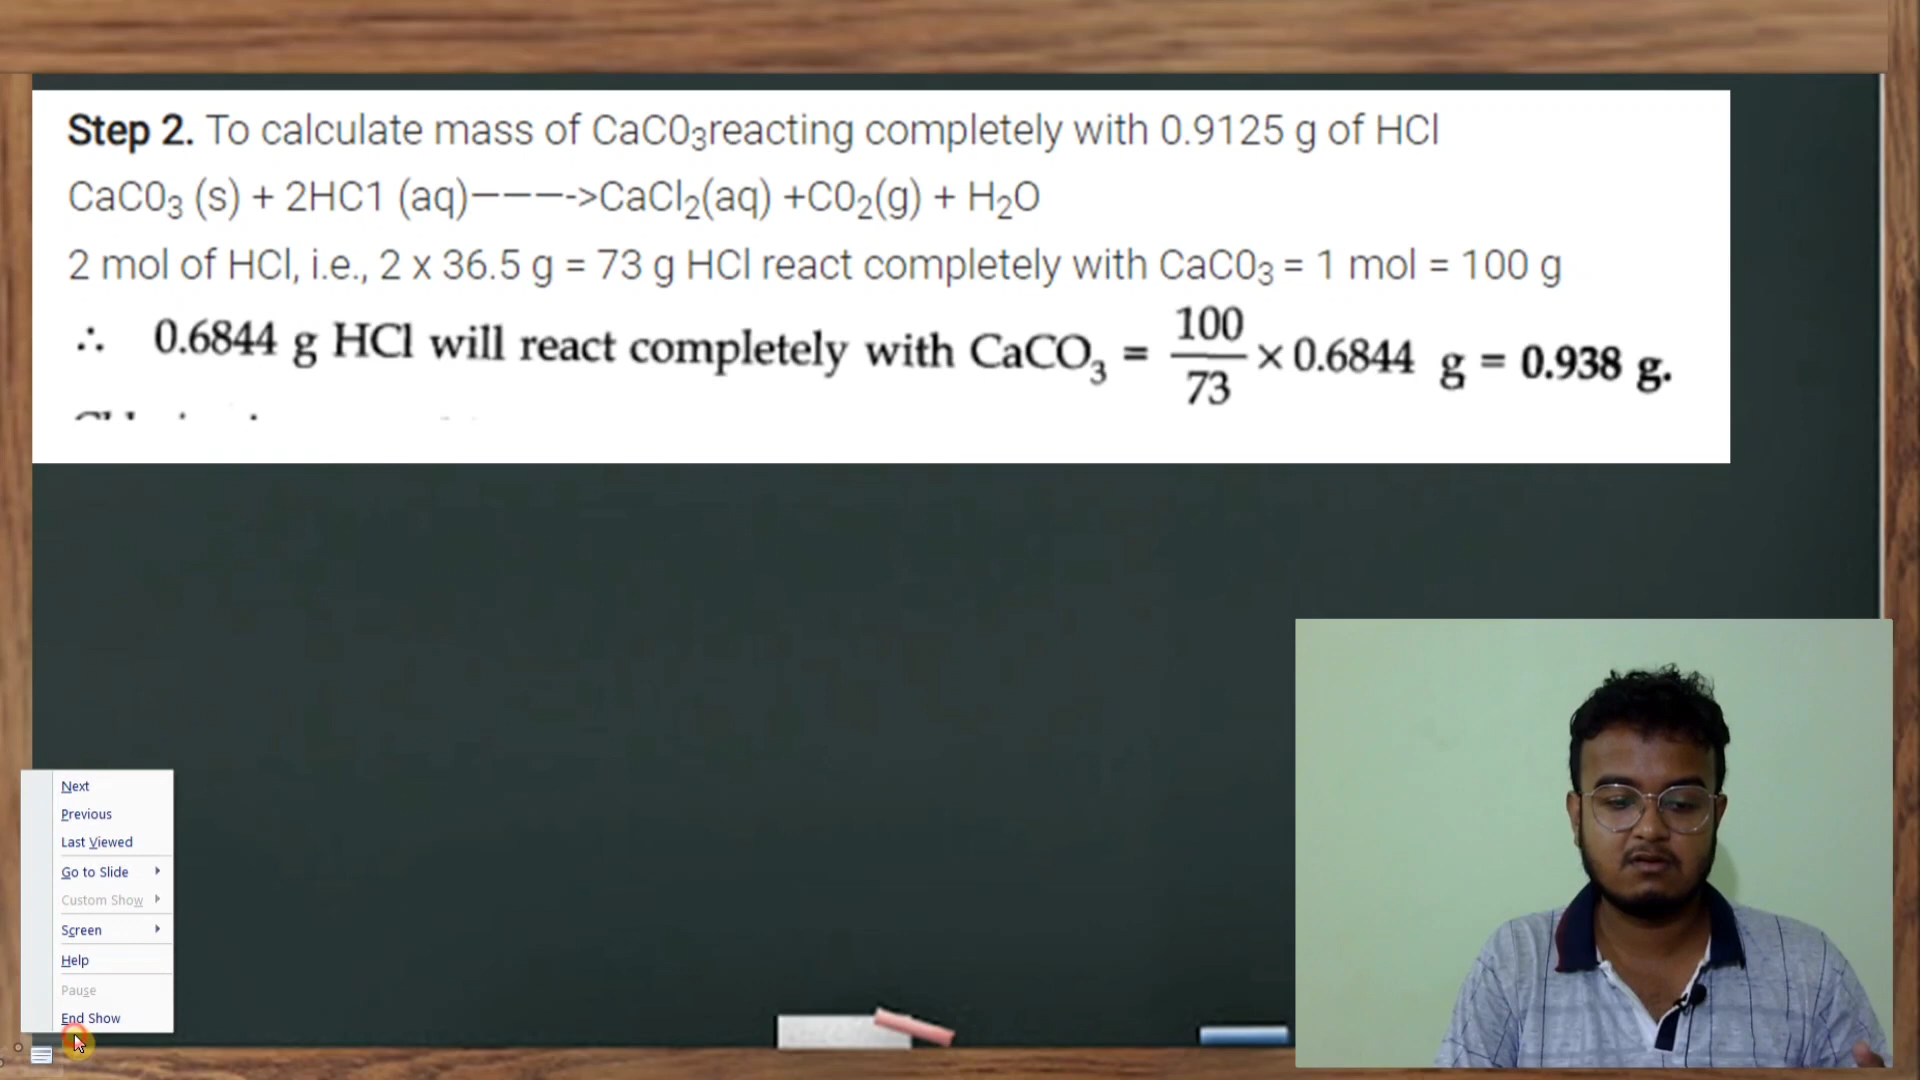 Step 2. To calculate mass of CaC0₃reacting completely with 0.9125 g of HCl
CaC0₃ (s) + 2HC1 (aq)———->CaCl₂(aq) +C0₂(g) + H₂O
2 mol of HCl, i.e., 2 x 36.5 g = 73 g HCl react completely with CaC0₃ = 1 mol = 100 g
∴ 0.6844 g HCl will react completely with CaCO₃ = 100/73 × 0.6844 g = 0.938 g.
Next
Previous
Last Viewed
Go to Slide
Custom Show
Screen
Help
Pause
End Show